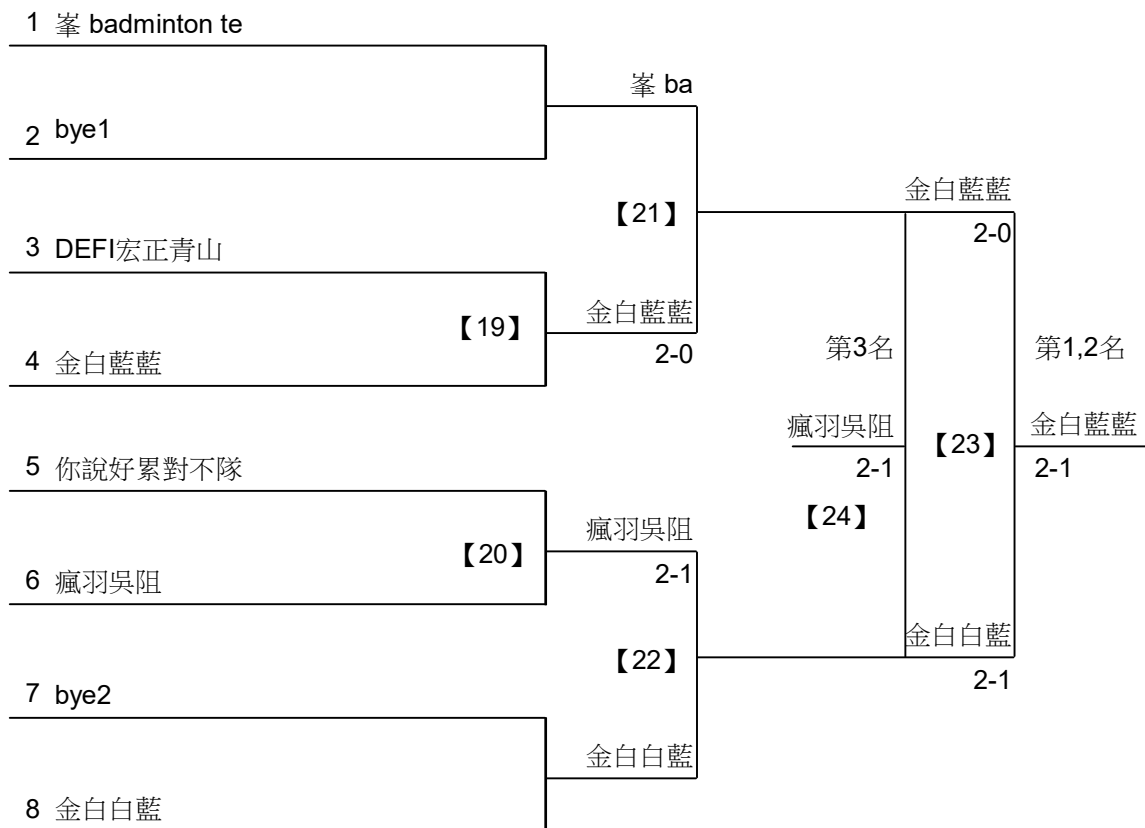 1 峯 badminton te
峯 ba
2 bye1
金白藍藍
【21】
2-0
3 DEFI宏正青山
金白藍藍
【19】
2-0
第3名
第1,2名
4 金白藍藍
瘋羽吳阻
【23】
金白藍藍
5 你說好累對不隊
2-1
2-1
【24】
瘋羽吳阻
【20】
2-1
6 瘋羽吳阻
金白白藍
【22】
2-1
7 bye2
金白白藍
8 金白白藍